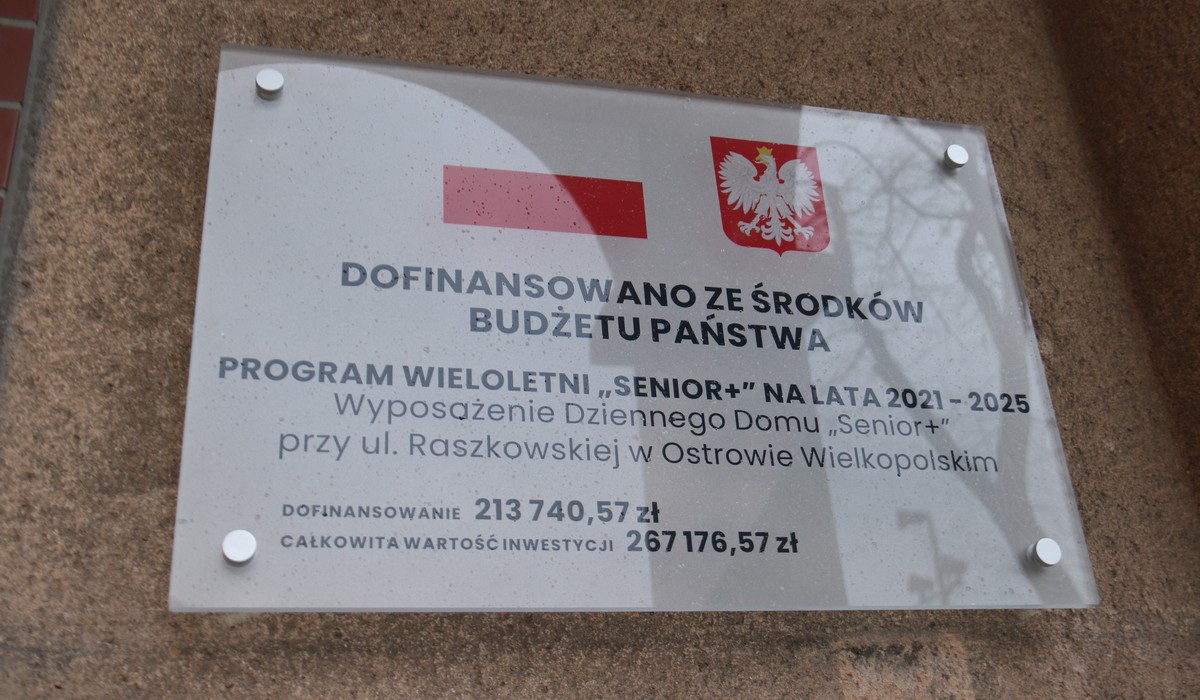 DOFINANSOWANO ZE ŚRODKÓW
BUDŻETU PAŃSTWA
PROGRAM WIELOLETNI „SENIOR+” NA LATA 2021 - 2025
Wyposażenie Dziennego Domu „Senior+”
przy ul. Raszkowskiej w Ostrowie Wielkopolskim
DOFINANSOWANIE 213 740,57 zł
CAŁKOWITA WARTOŚĆ INWESTYCJI 267 176,57 zł